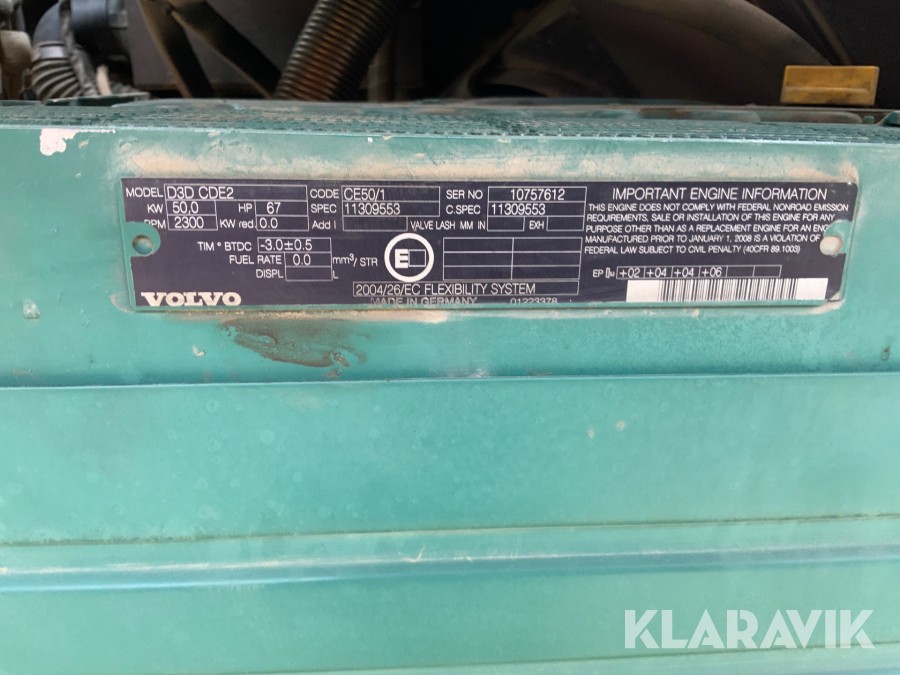 MODEL D3D CDE2 CODE CE50/1 SER NO 10757612
KW 50.0 HP 67 SPEC 11309553 C.SPEC 11309553
RPM 2300 KW red. 0.0 Add l VALVE LASH MM IN EXH
TIM ° BTDC -3.0±0.5
FUEL RATE 0.0 mm³/ STR
DISPL L
E
2004/26/EC FLEXIBILITY SYSTEM
VOLVO MADE IN GERMANY 01223378
IMPORTANT ENGINE INFORMATION
THIS ENGINE DOES NOT COMPLY WITH FEDERAL NONROAD EMISSION
REQUIREMENTS. SALE OR INSTALLATION OF THIS ENGINE FOR ANY
PURPOSE OTHER THAN AS A REPLACEMENT ENGINE FOR AN ENG
MANUFACTURED PRIOR TO JANUARY 1, 2008 IS A VIOLATION OF
FEDERAL LAW SUBJECT TO CIVIL PENALTY (40CFR 89.1003)
EP +02 +04 +04 +06
KLARAVIK